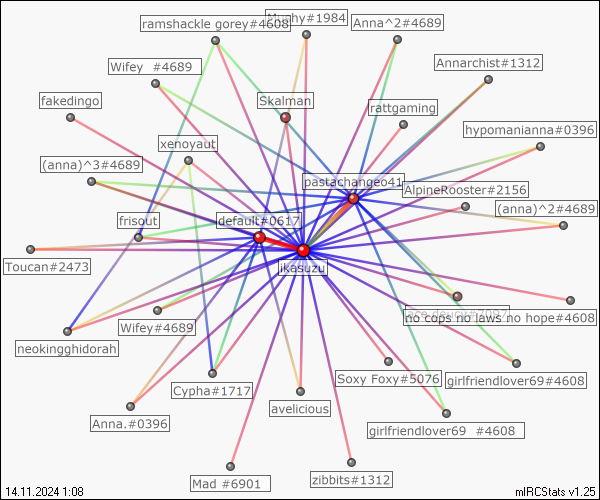 ramshackle gorey#4608
#1984
Anna^2#4689
Wifey  #4689
Annarchist#1312
fakedingo
Skalman
rattgaming
xenoyaut
hypomanianna#0396
(anna)^3#4689
pastachangeo41
AlpineRooster#2156
frisout
default#0617
(anna)^2#4689
Toucan#2473
ikasuzu
no cops no laws no hope#4608
Wifey#4689
neokingghidorah
Soxy Foxy#5076
girlfriendlover69#4608
Cypha#1717
avelicious
Anna.#0396
girlfriendlover69  #4608
Mad #6901
zibbits#1312
14.11.2024 1:08
mIRCStats v1.25